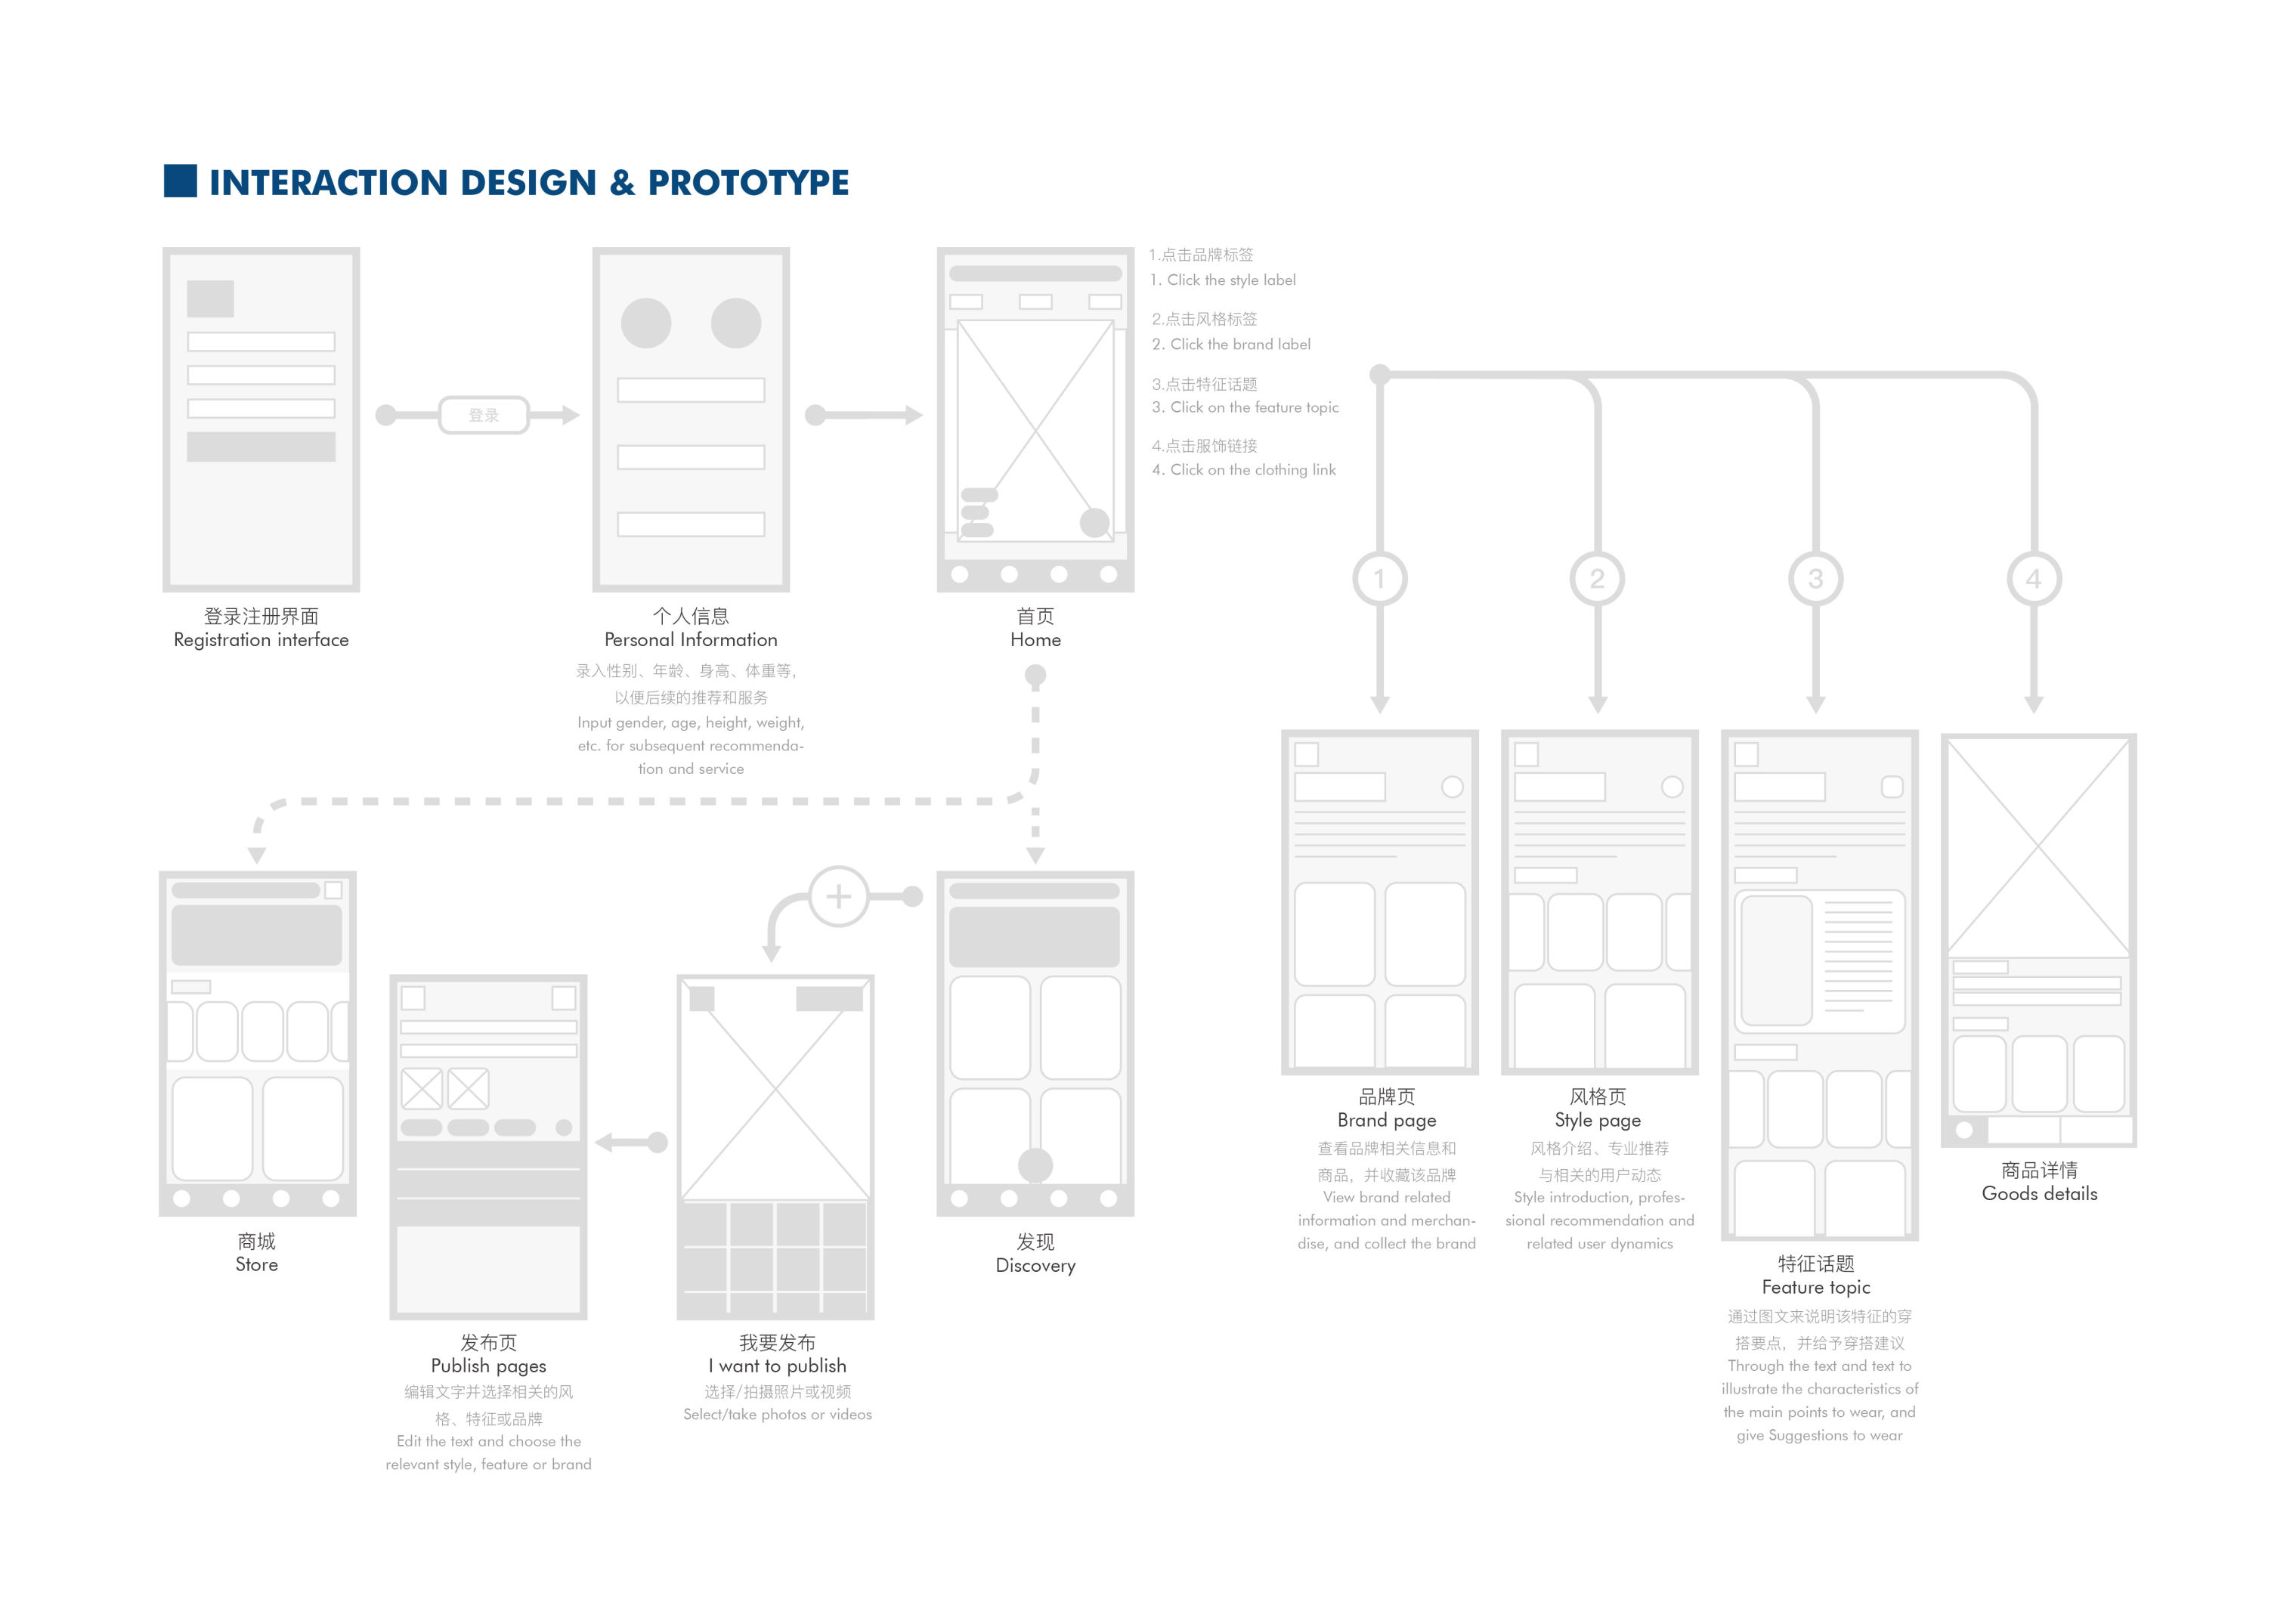 INTERACTION DESIGN & PROTOTYPE
登录
登录注册界面
Registration interface
个人信息
Personal Information
录入性别、年龄、身高、体重等,
以便后续的推荐和服务
Input gender, age, height, weight,
etc. for subsequent recommenda-
tion and service
首页
Home
1.点击品牌标签
1. Click the style label
2.点击风格标签
2. Click the brand label
3.点击特征话题
3. Click on the feature topic
4.点击服饰链接
4. Click on the clothing link
1
2
3
4
商城
Store
发布页
Publish pages
编辑文字并选择相关的风
格、特征或品牌
Edit the text and choose the
relevant style, feature or brand
我要发布
I want to publish
选择/拍摄照片或视频
Select/take photos or videos
发现
Discovery
品牌页
Brand page
查看品牌相关信息和
商品，并收藏该品牌
View brand related
information and merchan-
dise, and collect the brand
风格页
Style page
风格介绍、专业推荐
与相关的用户动态
Style introduction, profes-
sional recommendation and
related user dynamics
特征话题
Feature topic
通过图文来说明该特征的穿
搭要点，并给予穿搭建议
Through the text and text to
illustrate the characteristics of
the main points to wear, and
give Suggestions to wear
商品详情
Goods details